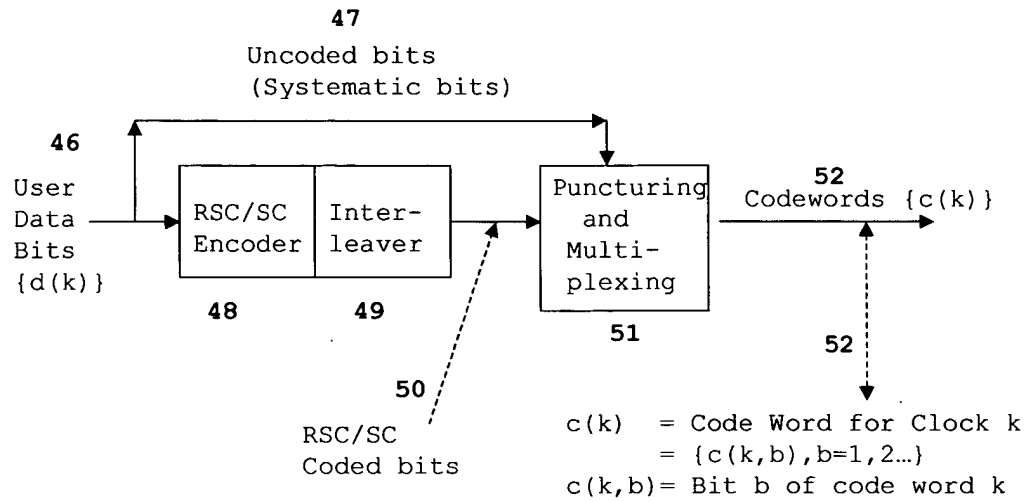 47
Uncoded bits
(Systematic bits)
46
User
Data
Bits
{d(k)}
RSC/SC
Encoder
Inter-
leaver
48
49
Puncturing
and
Multi-
plexing
51
52
Codewords {c(k)}
52
50
RSC/SC
Coded bits
c(k) = Code Word for Clock k
= {c(k,b),b=1,2…}
c(k,b)= Bit b of code word k